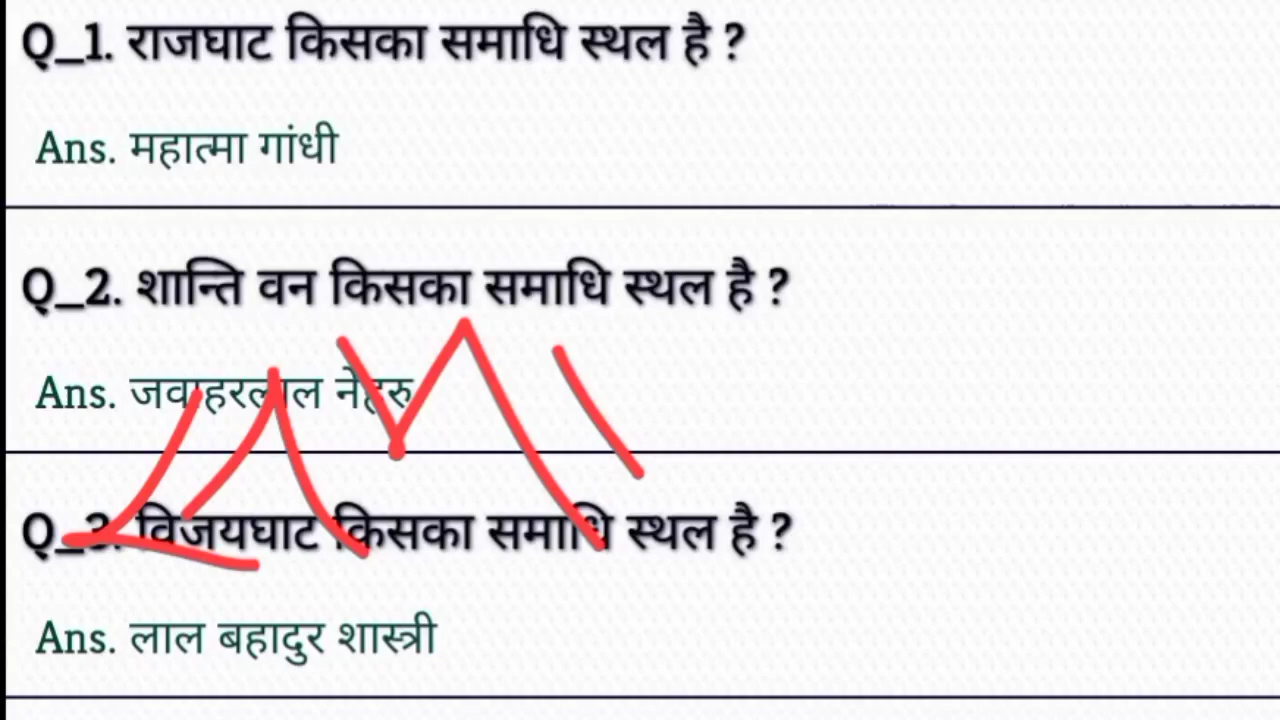 Q_1. राजघाट किसका समाधि स्थल है ?
Ans. महात्मा गांधी
Q_2. शान्ति वन किसका समाधि स्थल है ?
Ans. जवाहरलाल नेहरु
Q_3. विजयघाट किसका समाधि स्थल है ?
Ans. लाल बहादुर शास्त्री